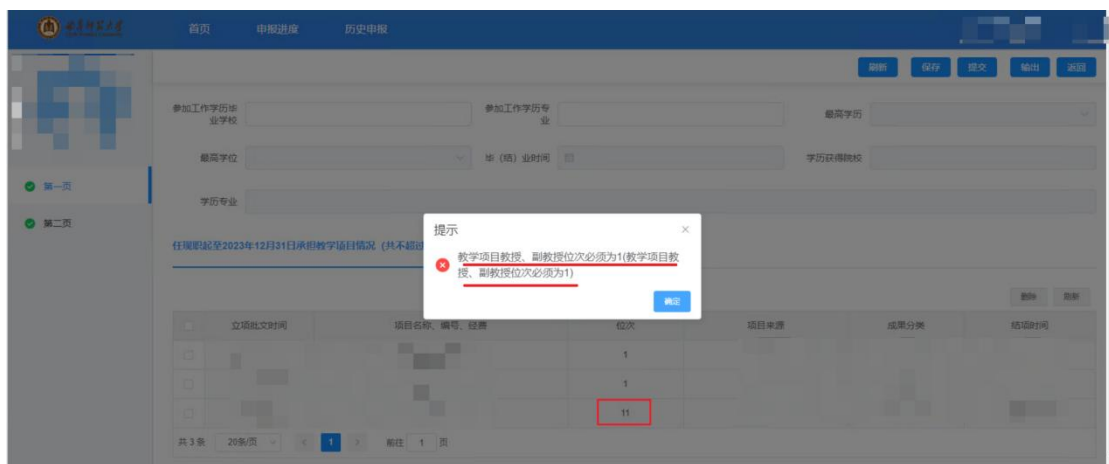 首页 申报进度 历史申报
刷新 保存 提交 输出 返回
参加工作学历毕业学校
参加工作学历专业
最高学历
最高学位
毕（结）业时间
学历获得院校
第一页
学历专业
第二页
任现职起至2023年12月31日承担教学项目情况（共不超过
提示
教学项目教授、副教授位次必须为1(教学项目教
授、副教授位次必须为1)
确定
删除 刷新
立项批文时间 项目名称、编号、经费 位次 项目来源 成果分类 结项时间
1
1
11
共 3 条 20条/页 1 前往 1 页